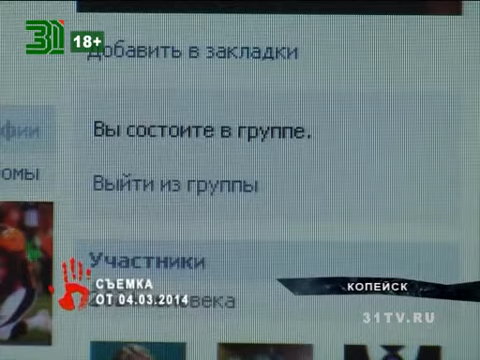 31 18+
Добавить в закладки
фии
Вы состоите в группе.
омы
Выйти из группы
Участники
СЪЕМКА
ОТ 04.03.2014
КОПЕЙСК
31TV.RU